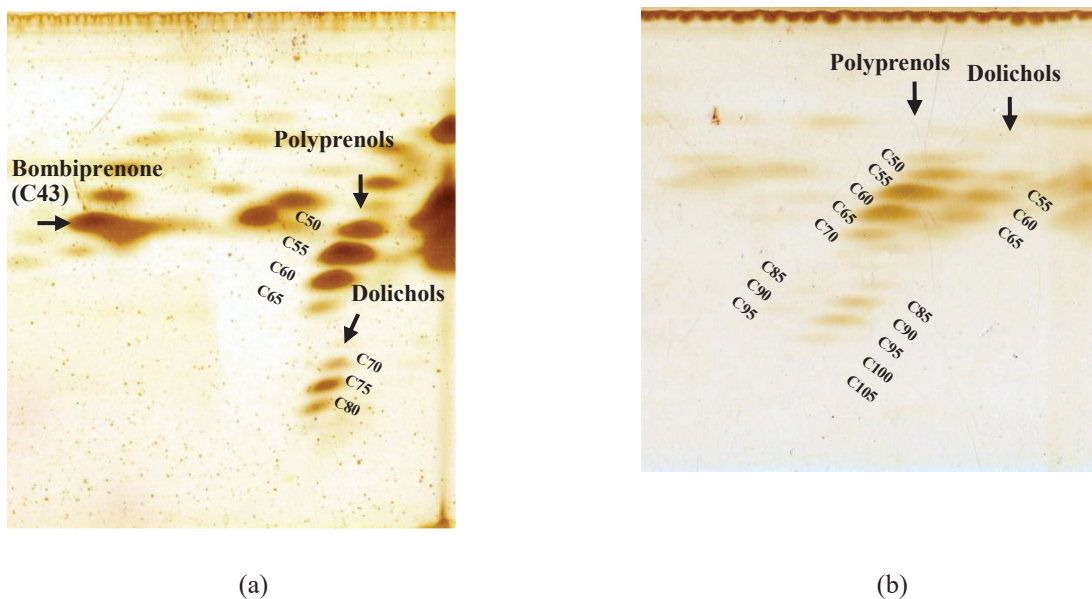 Polyprenols
Bombiprenone
(C43)
C50
C55
C60
C65
Dolichols
C70
C75
C80
(a)
Polyprenols
Dolichols
C50
C55
C60
C65
C70
C55
C60
C65
C85
C90
C95
C85
C90
C95
C100
C105
(b)